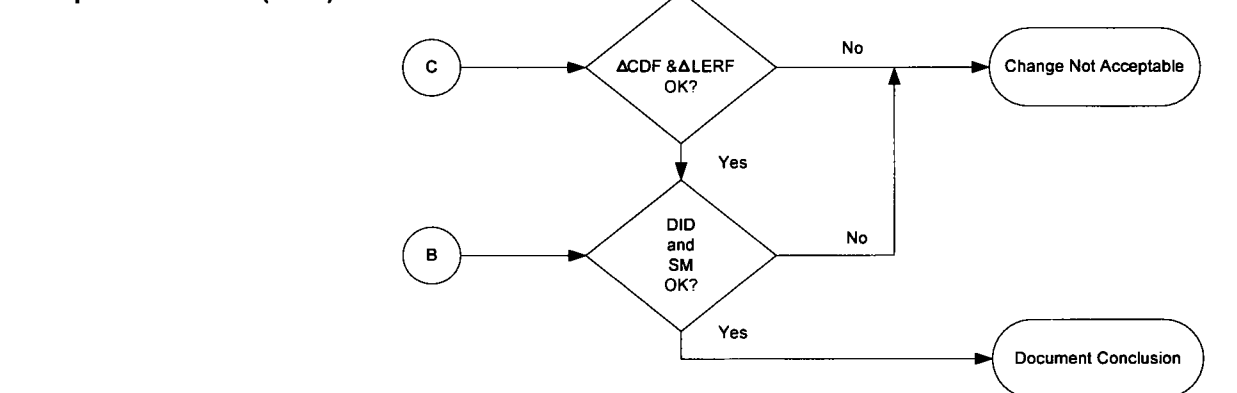 C
ΔCDF &ΔLERF
OK?
No
Change Not Acceptable
Yes
B
DID
and
SM
OK?
No
Yes
Document Conclusion